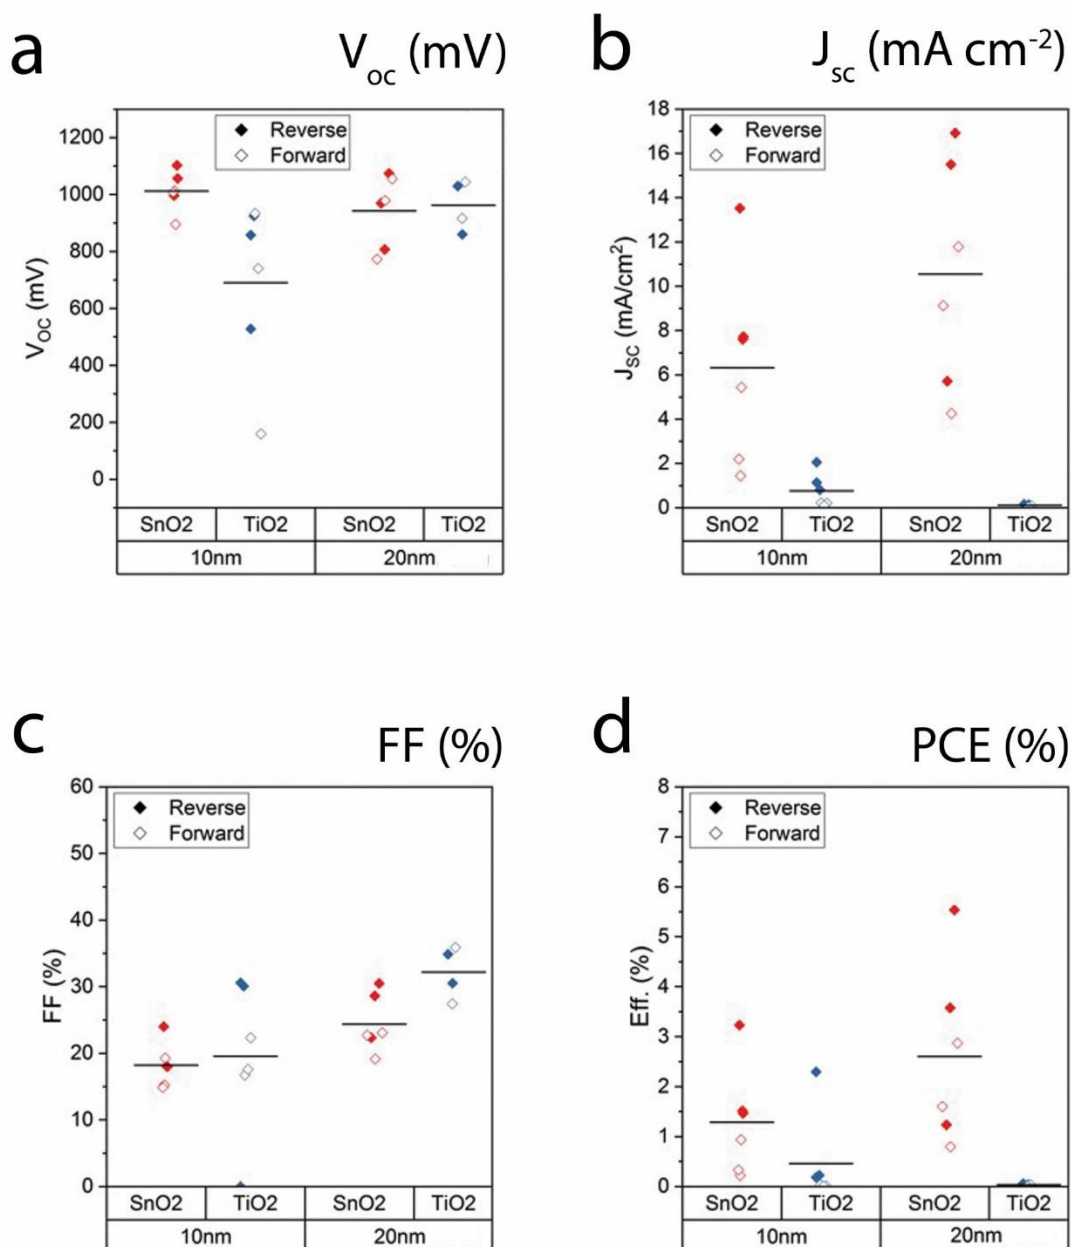 a
V_oc (mV)
1200
1000
800
600
400
200
0
V_OC (mV)
Reverse
Forward
SnO2 TiO2 SnO2 TiO2
10nm 20nm
b
J_sc (mA cm⁻²)
18
16
14
12
10
8
6
4
2
0
J_SC (mA/cm²)
Reverse
Forward
SnO2 TiO2 SnO2 TiO2
10nm 20nm
c
FF (%)
60
50
40
30
20
10
0
FF (%)
Reverse
Forward
SnO2 TiO2 SnO2 TiO2
10nm 20nm
d
PCE (%)
8
7
6
5
4
3
2
1
0
Eff. (%)
Reverse
Forward
SnO2 TiO2 SnO2 TiO2
10nm 20nm